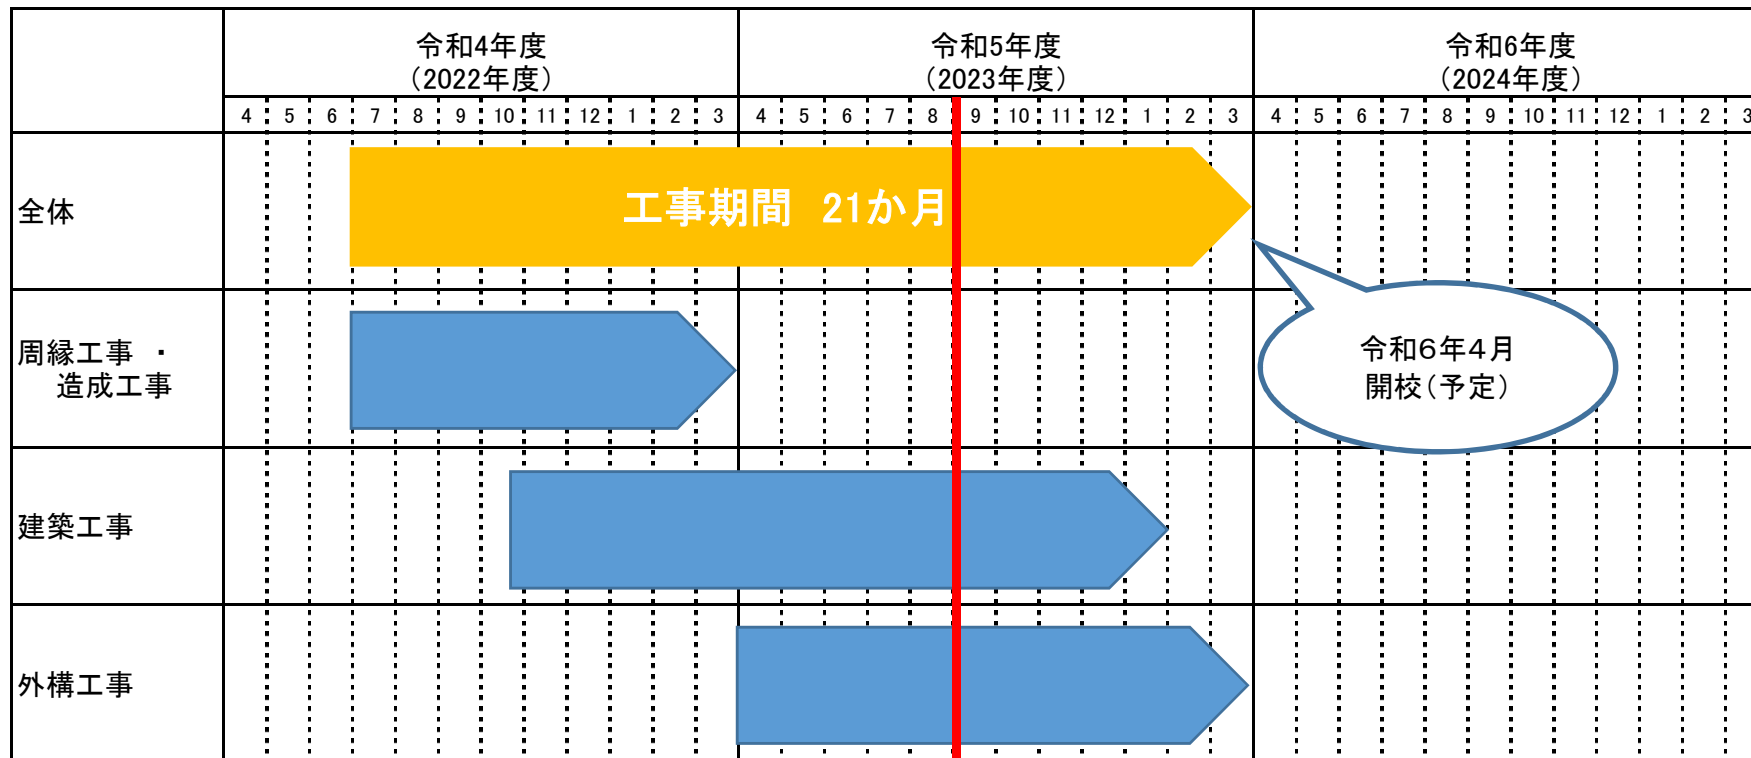 令和4年度
（2022年度）
令和5年度
（2023年度）
令和6年度
（2024年度）
4 5 6 7 8 9 10 11 12 1 2 3 4 5 6 7 8 9 10 11 12 1 2 3 4 5 6 7 8 9 10 11 12 1 2 3
全体
工事期間　21か月
周縁工事 ・
造成工事
令和６年４月
開校（予定）
建築工事
外構工事